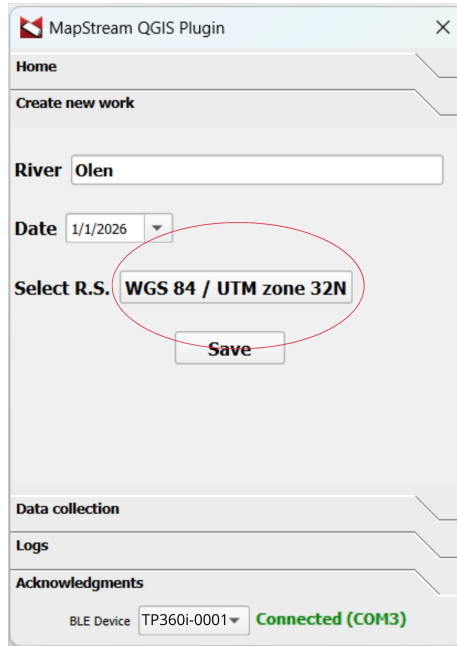 MapStream QGIS Plugin
Home
Create new work
River Olen
Date 1/1/2026
Select R.S. WGS 84 / UTM zone 32N
Save
Data collection
Logs
Acknowledgments
BLE Device TP360i-0001 Connected (COM3)